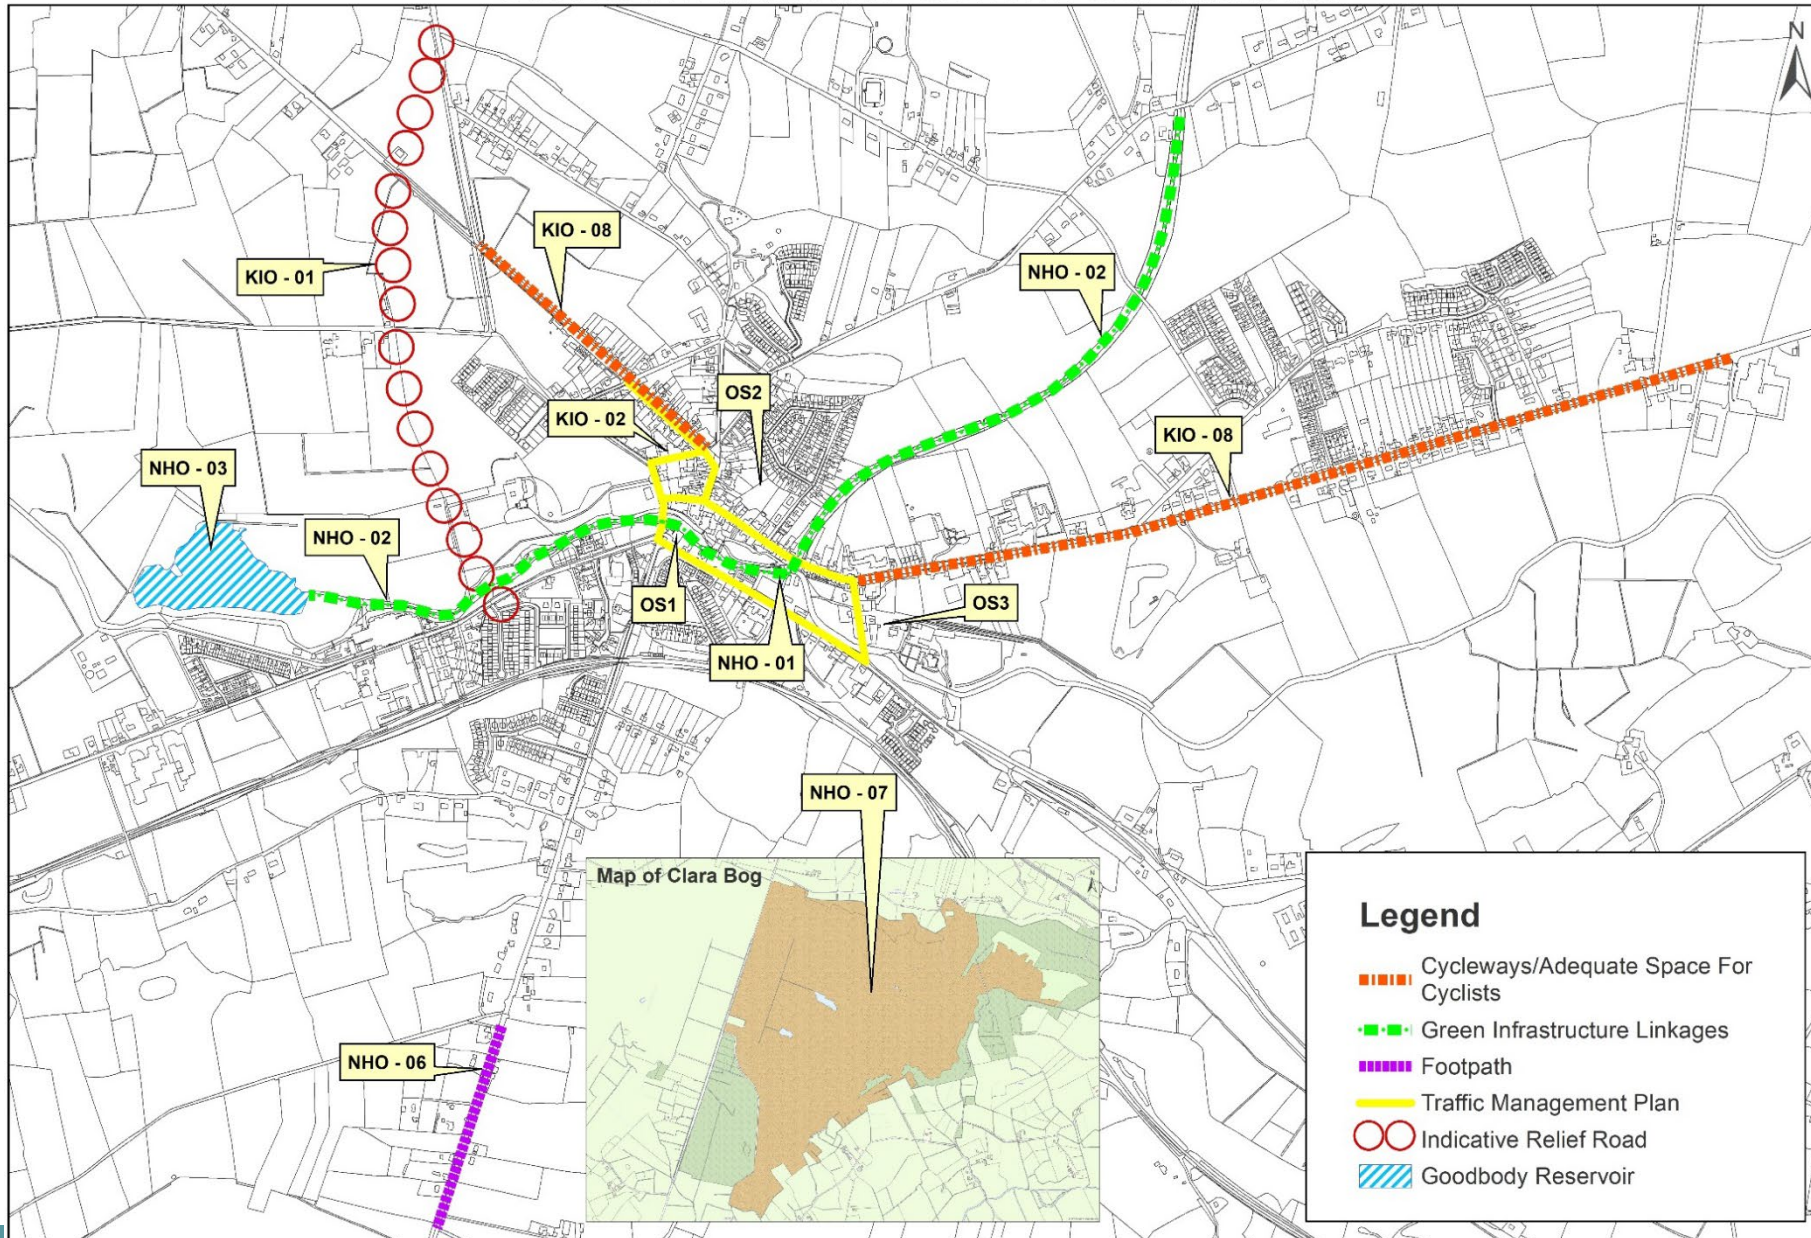 N
KIO - 08
KIO - 01
NHO - 02
OS2
KIO - 02
KIO - 08
NHO - 03
NHO - 02
OS1
OS3
NHO - 01
NHO - 07
Map of Clara Bog
N
NHO - 06
Legend
Cycleways/Adequate Space For
Cyclists
Green Infrastructure Linkages
Footpath
Traffic Management Plan
Indicative Relief Road
Goodbody Reservoir